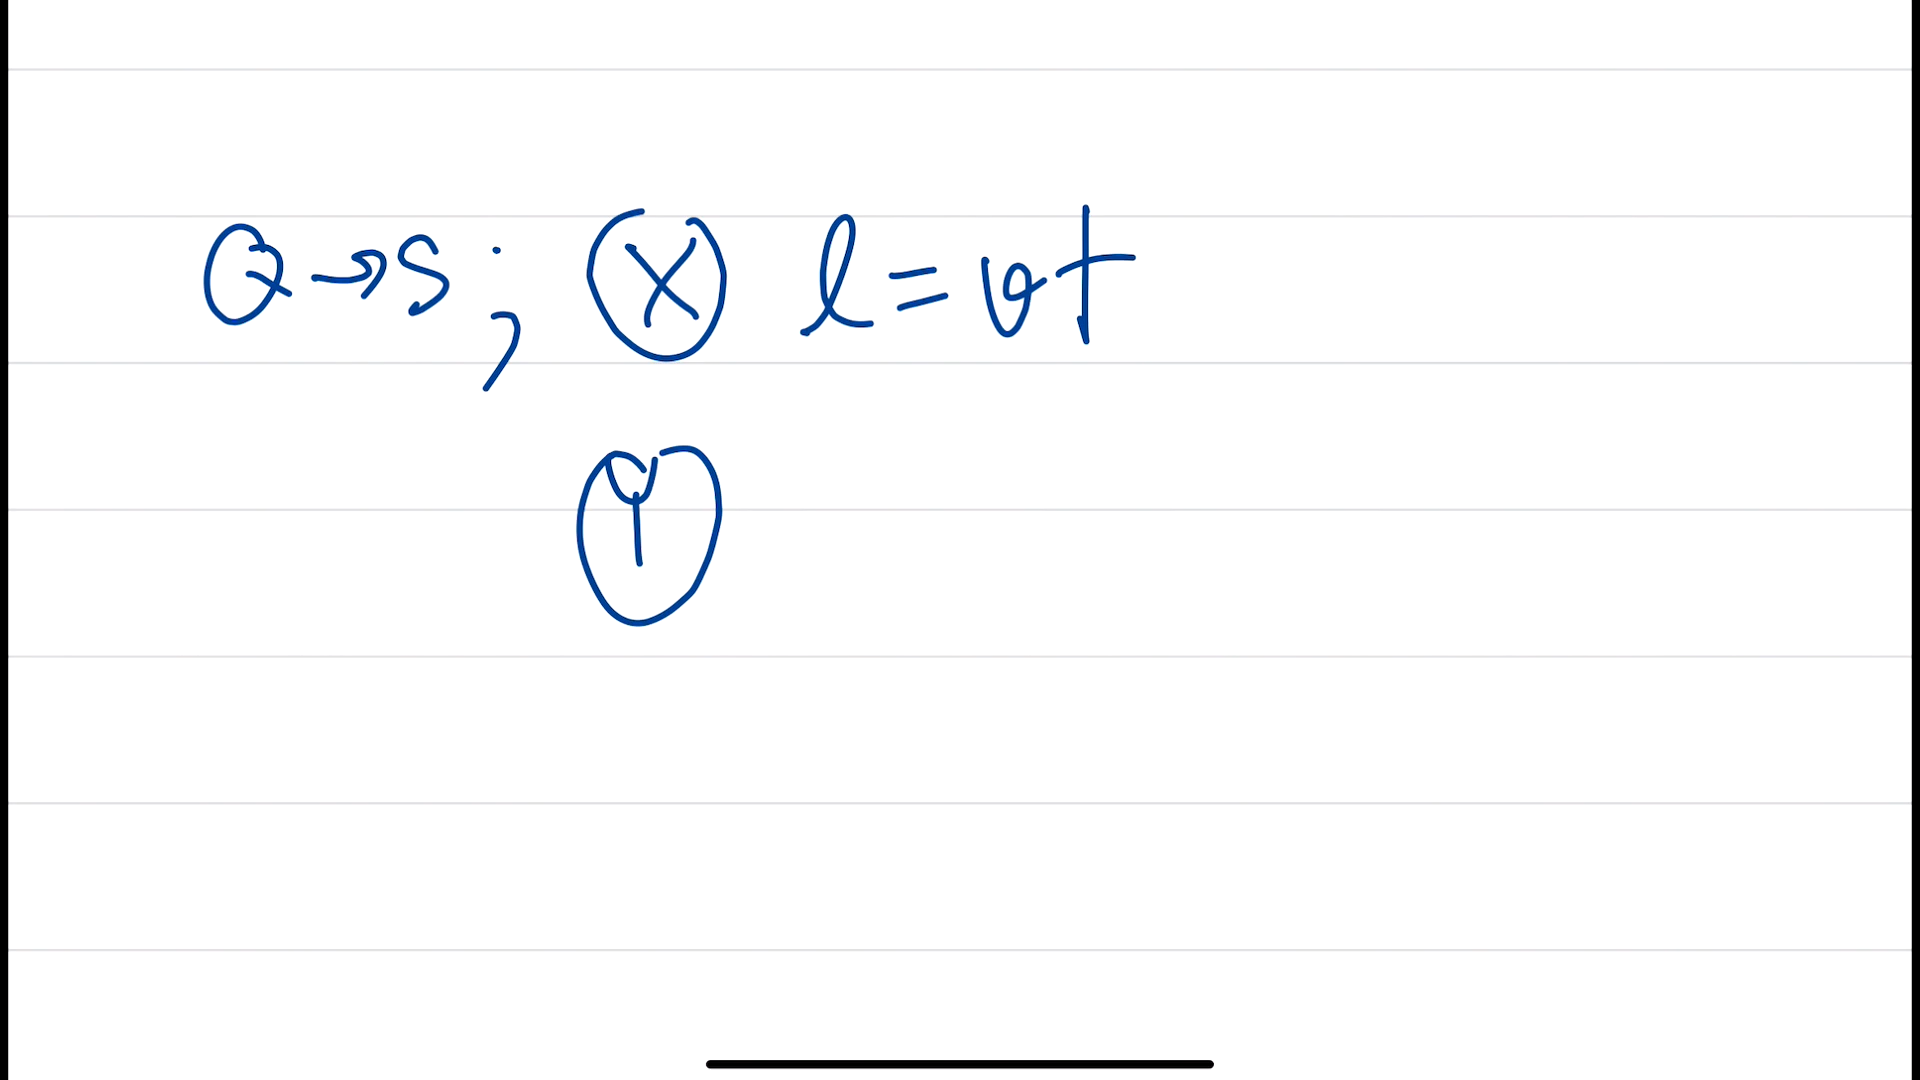 Q → S ; (X) l = vt
(Y)